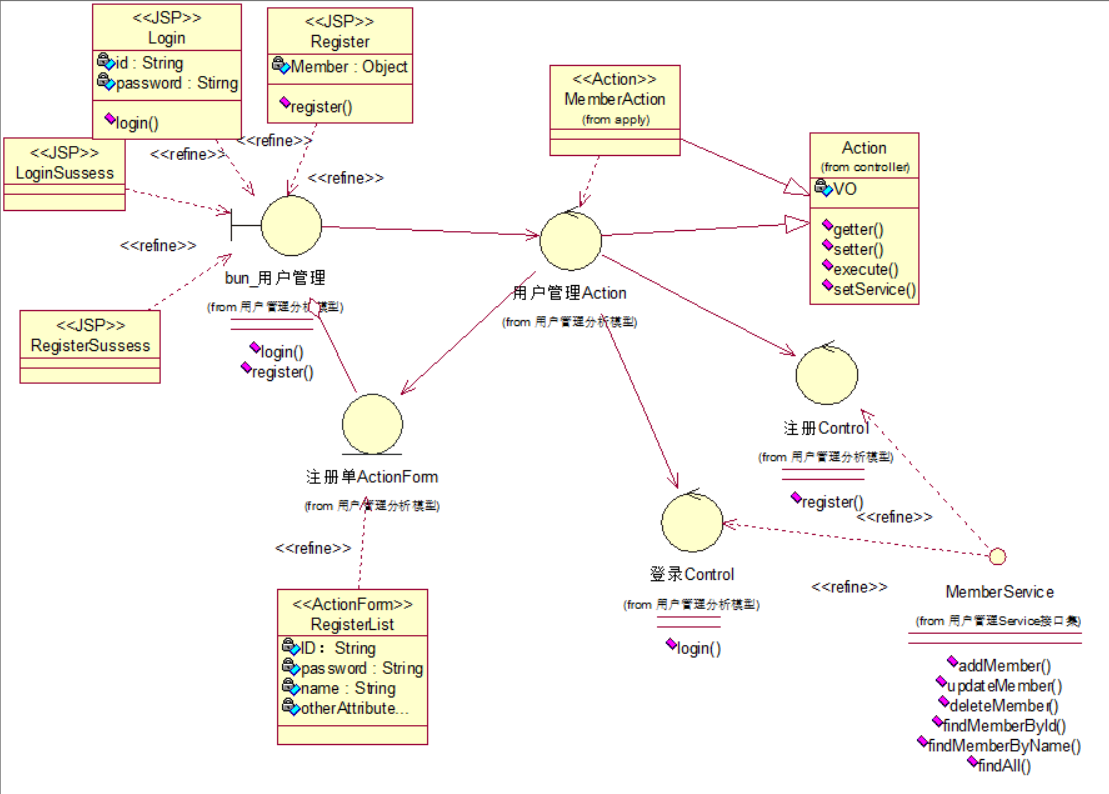 <<JSP>>
Login
id : String
password : Stirng
login()
<<JSP>>
Register
Member : Object
register()
<<Action>>
MemberAction
(from apply)
Action
(from controller)
VO
getter()
setter()
execute()
setService()
<<JSP>>
LoginSussess
<<refine>>
<<refine>>
<<refine>>
<<refine>>
bun_用户管理
(from 用户管理分析模型)
login()
register()
用户管理Action
(from 用户管理分析模型)
<<JSP>>
RegisterSussess
注册Control
(from 用户管理分析模型)
register()
注册单ActionForm
(from 用户管理分析模型)
<<refine>>
<<refine>>
登录Control
(from 用户管理分析模型)
login()
<<refine>>
<<ActionForm>>
RegisterList
ID： String
password : String
name : String
otherAttribute...
MemberService
(from 用户管理Service接口集)
addMember()
updateMember()
deleteMember()
findMemberById()
findMemberByName()
findAll()